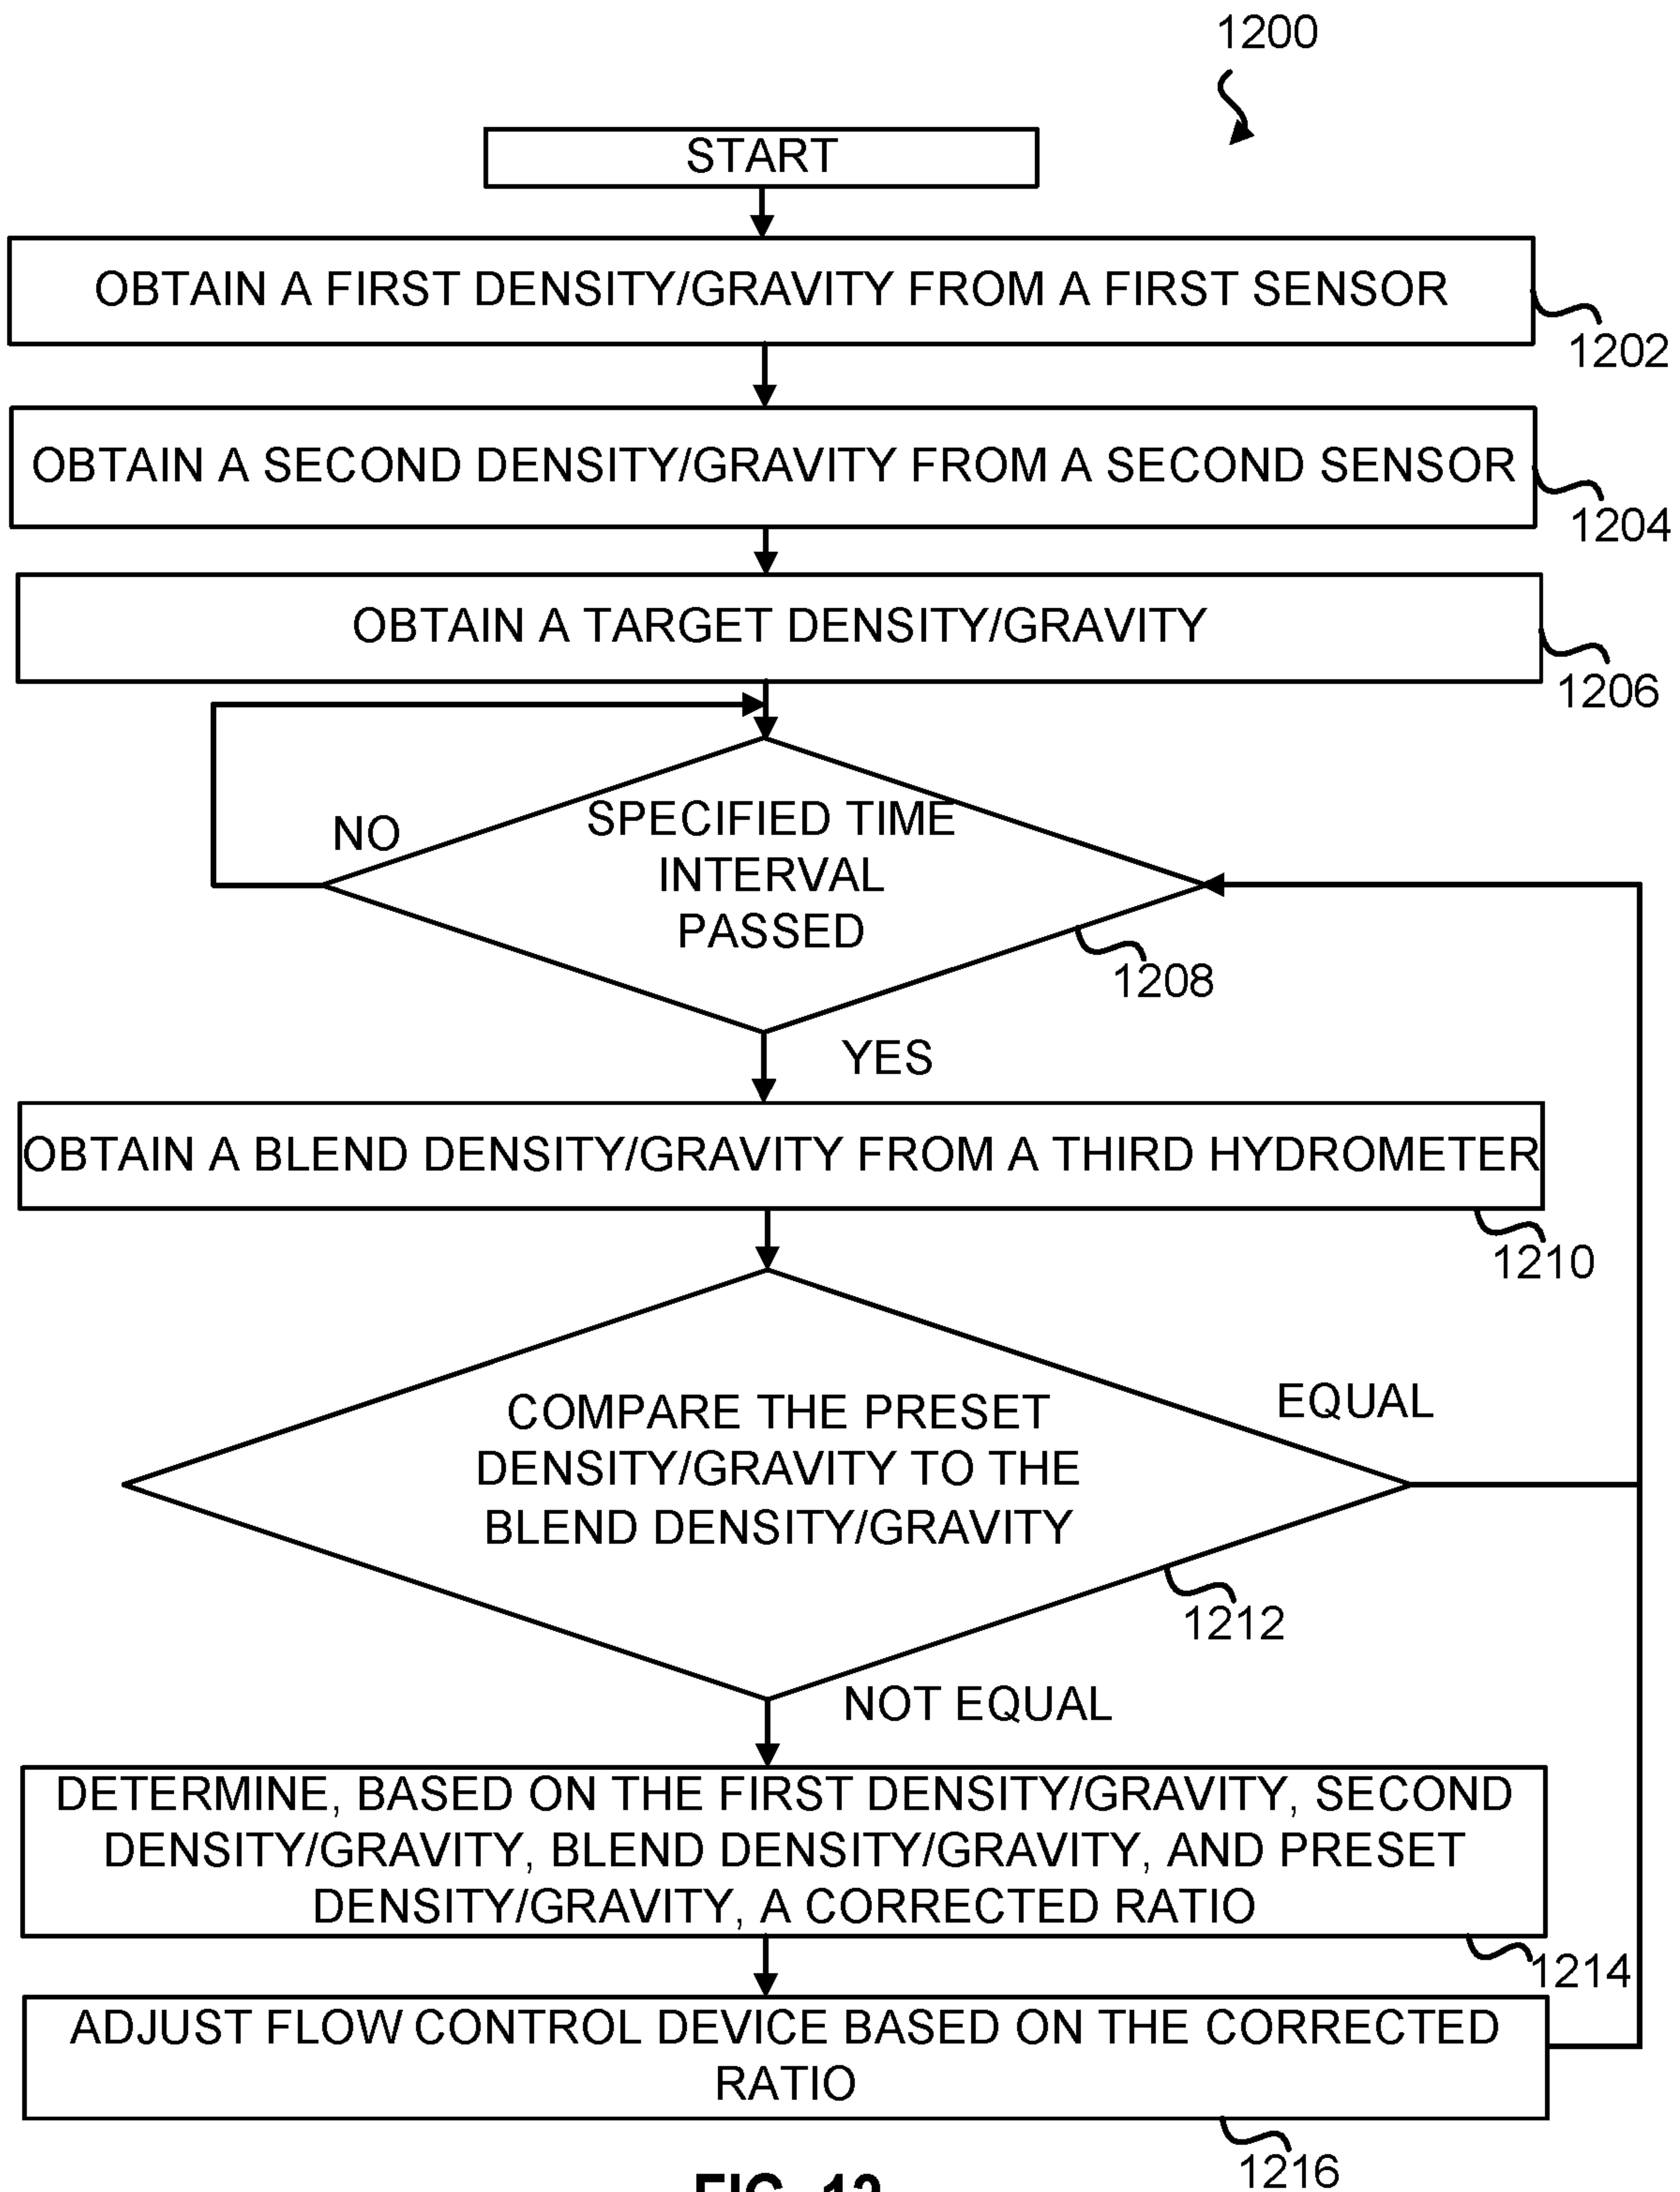 1200
START
OBTAIN A FIRST DENSITY/GRAVITY FROM A FIRST SENSOR
1202
OBTAIN A SECOND DENSITY/GRAVITY FROM A SECOND SENSOR
1204
OBTAIN A TARGET DENSITY/GRAVITY
1206
NO
SPECIFIED TIME
INTERVAL
PASSED
1208
YES
OBTAIN A BLEND DENSITY/GRAVITY FROM A THIRD HYDROMETER
1210
COMPARE THE PRESET
DENSITY/GRAVITY TO THE
BLEND DENSITY/GRAVITY
EQUAL
1212
NOT EQUAL
DETERMINE, BASED ON THE FIRST DENSITY/GRAVITY, SECOND
DENSITY/GRAVITY, BLEND DENSITY/GRAVITY, AND PRESET
DENSITY/GRAVITY, A CORRECTED RATIO
1214
ADJUST FLOW CONTROL DEVICE BASED ON THE CORRECTED
RATIO
1216
FIG.